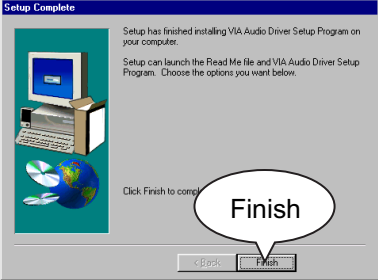 Setup Complete
Setup has finished installing VIA Audio Driver Setup Program on
your computer.
Setup can launch the Read Me file and VIA Audio Driver Setup
Program. Choose the options you want below.
Click Finish to
Finish
< Back
Finish